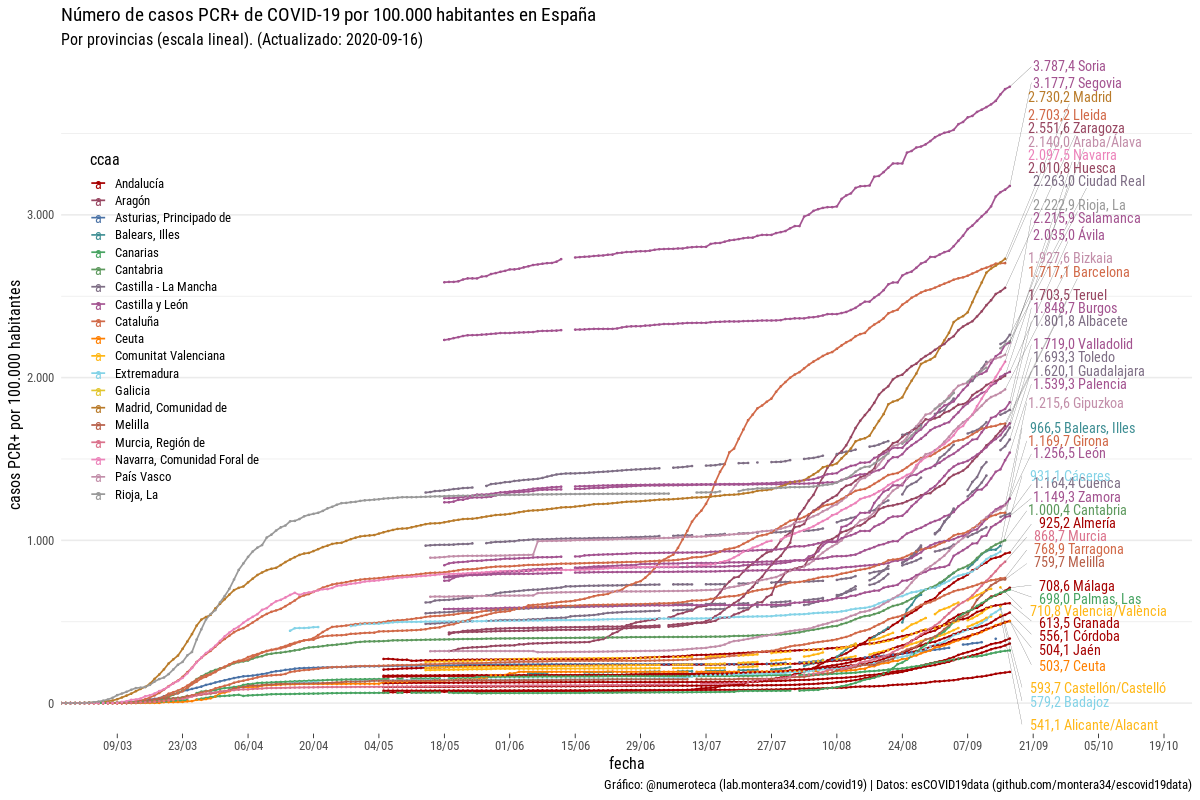 Número de casos PCR+ de COVID-19 por 100.000 habitantes en España
Por provincias (escala lineal). (Actualizado: 2020-09-16)
casos PCR+ por 100.000 habitantes
3.000
2.000
1.000
0
ccaa
Andalucía
Aragón
Asturias, Principado de
Balears, Illes
Canarias
Cantabria
Castilla - La Mancha
Castilla y León
Cataluña
Ceuta
Comunitat Valenciana
Extremadura
Galicia
Madrid, Comunidad de
Melilla
Murcia, Región de
Navarra, Comunidad Foral de
País Vasco
Rioja, La
3.787,4 Soria
3.177,7 Segovia
2.730,2 Madrid
2.703,2 Lleida
2.551,6 Zaragoza
2.140,0 Araba/Álava
2.097,5 Navarra
2.010,8 Huesca
2.263,0 Ciudad Real
2.222,9 Rioja, La
2.215,9 Salamanca
2.035,0 Ávila
1.927,6 Bizkaia
1.717,1 Barcelona
1.703,5 Teruel
1.848,7 Burgos
1.801,8 Albacete
1.719,0 Valladolid
1.693,3 Toledo
1.620,1 Guadalajara
1.539,3 Palencia
1.215,6 Gipuzkoa
966,5 Balears, Illes
1.169,7 Girona
1.256,5 León
931,1 Cáceres
1.164,4 Cuenca
1.149,3 Zamora
1.000,4 Cantabria
925,2 Almería
868,7 Murcia
768,9 Tarragona
759,7 Melilla
708,6 Málaga
698,0 Palmas, Las
710,8 Valencia/València
613,5 Granada
556,1 Córdoba
504,1 Jaén
503,7 Ceuta
593,7 Castellón/Castelló
579,2 Badajoz
541,1 Alicante/Alacant
09/03 23/03 06/04 20/04 04/05 18/05 01/06 15/06 29/06 13/07 27/07 10/08 24/08 07/09 21/09 05/10 19/10
fecha
Gráfico: @numeroteca (lab.montera34.com/covid19) | Datos: esCOVID19data (github.com/montera34/escovid19data)